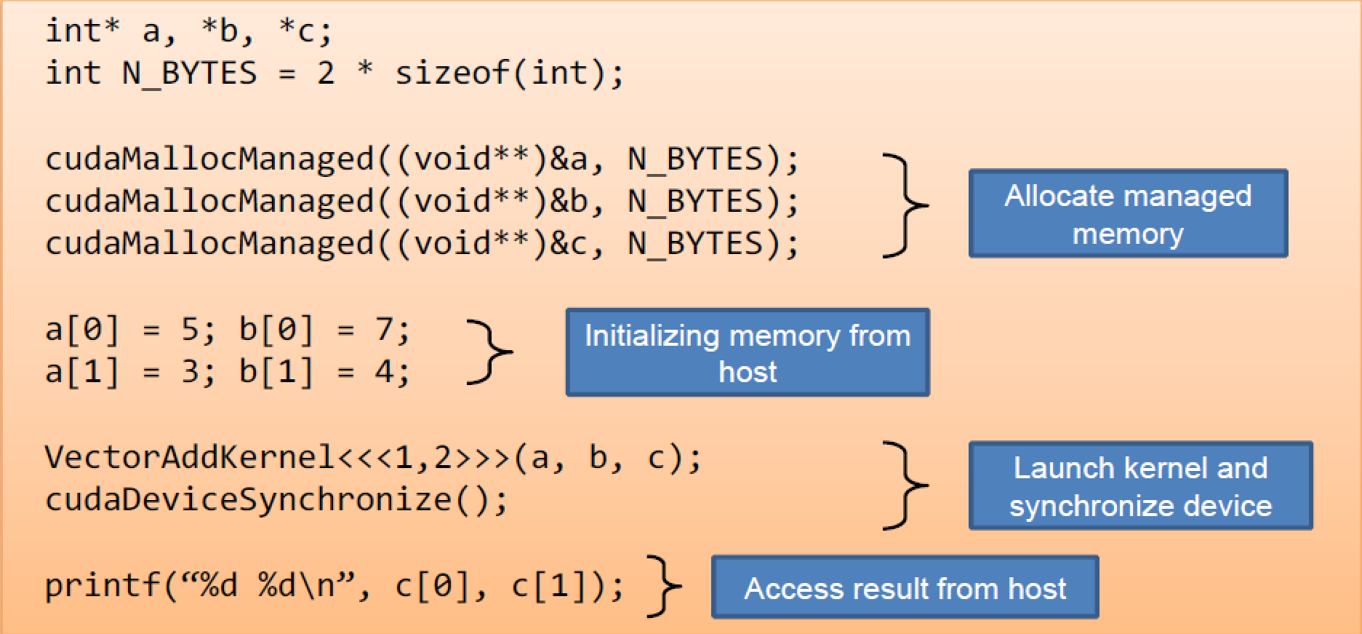 int* a, *b, *c;
int N_BYTES = 2 * sizeof(int);
cudaMallocManaged((void**)&a, N_BYTES);
cudaMallocManaged((void**)&b, N_BYTES);
cudaMallocManaged((void**)&c, N_BYTES);
Allocate managed
memory
a[0] = 5; b[0] = 7;
a[1] = 3; b[1] = 4;
Initializing memory from
host
VectorAddKernel<<<1,2>>>(a, b, c);
cudaDeviceSynchronize();
Launch kernel and
synchronize device
printf(“%d %d\n”, c[0], c[1]);
Access result from host